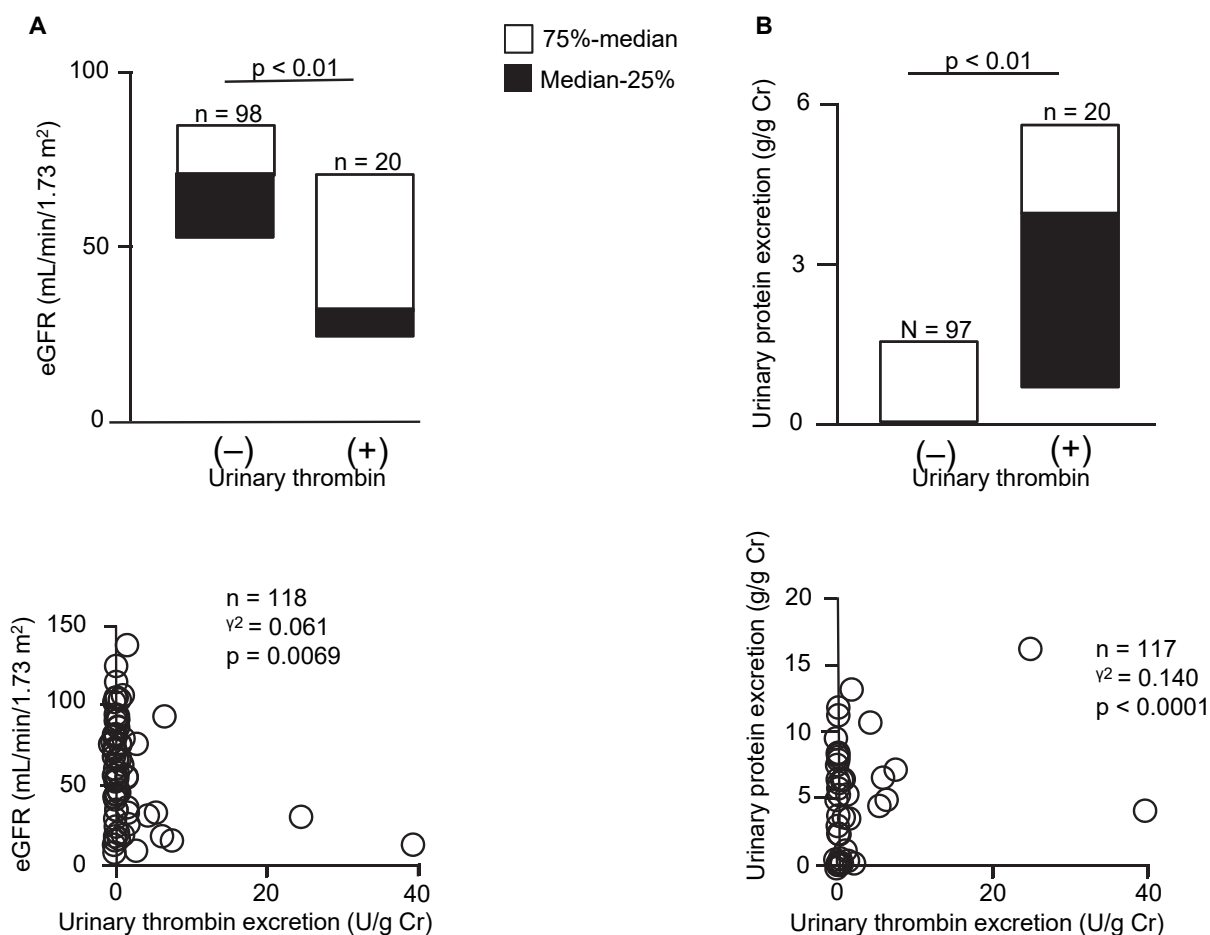 A
75%-median
Median-25%
p < 0.01
n = 98
n = 20
100
50
0
eGFR (mL/min/1.73 m²)
(–)
(+)
Urinary thrombin
B
p < 0.01
n = 20
N = 97
6
3
0
Urinary protein excretion (g/g Cr)
(–)
(+)
Urinary thrombin
n = 118
γ² = 0.061
p = 0.0069
150
100
50
0
eGFR (mL/min/1.73 m²)
0
20
40
Urinary thrombin excretion (U/g Cr)
n = 117
γ² = 0.140
p < 0.0001
20
15
10
5
0
Urinary protein excretion (g/g Cr)
0
20
40
Urinary thrombin excretion (U/g Cr)